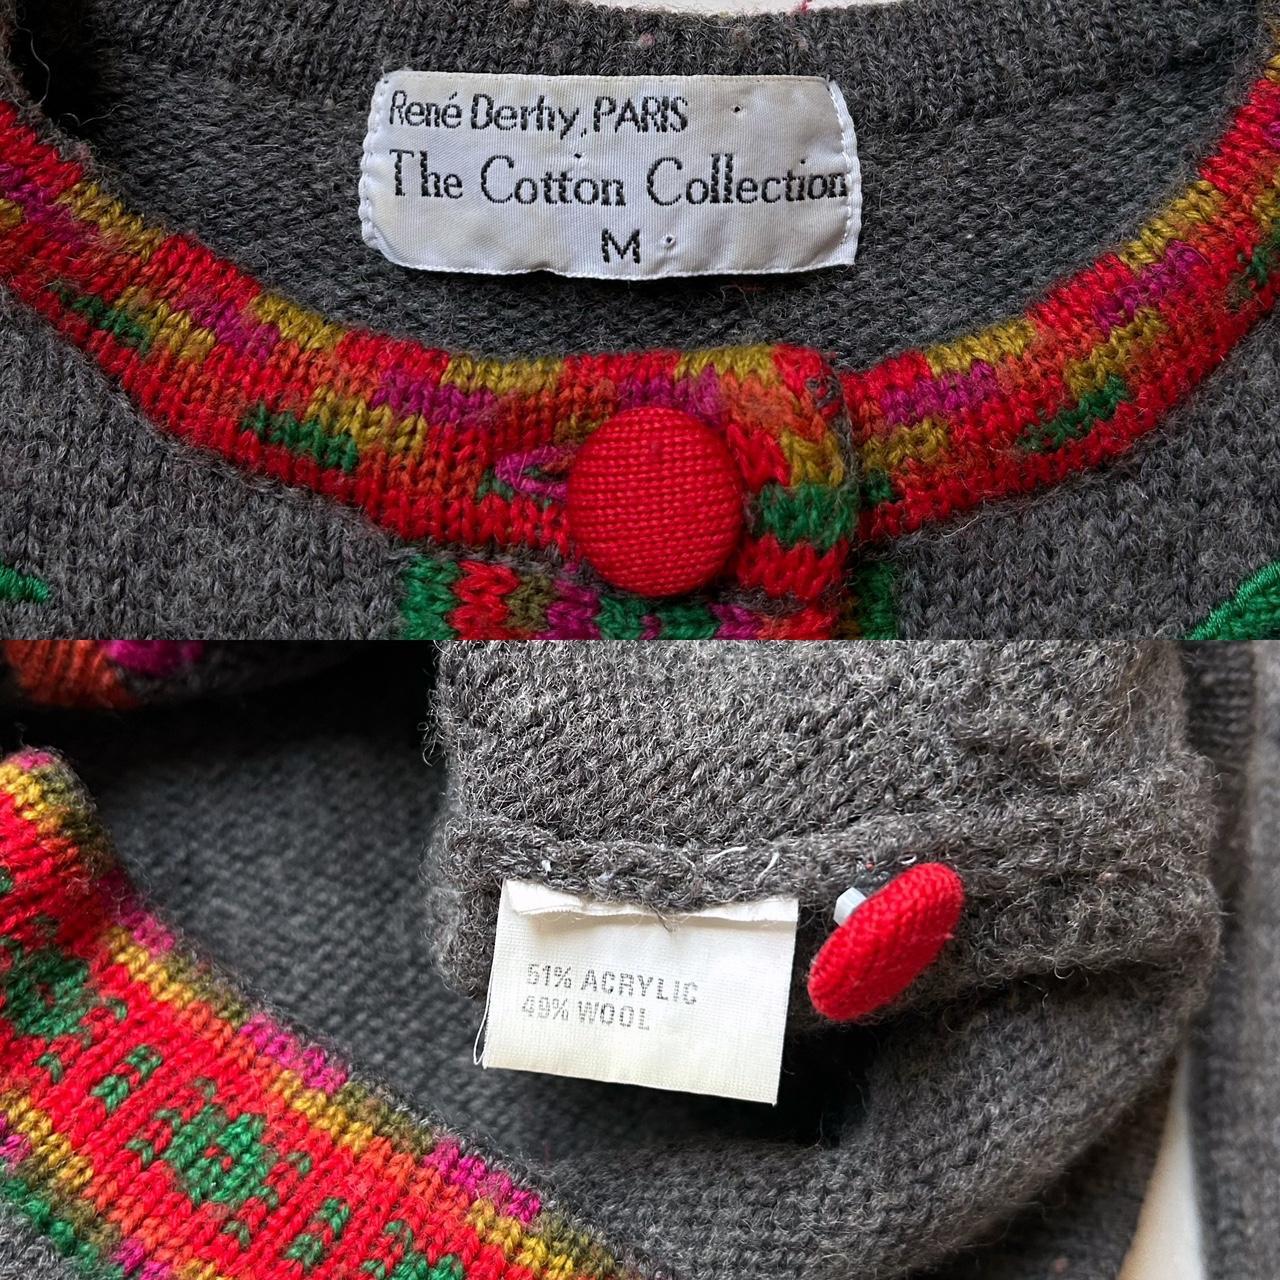 René Derhy, PARIS
The Cotton Collection
M
51% ACRYLIC
49% WOOL